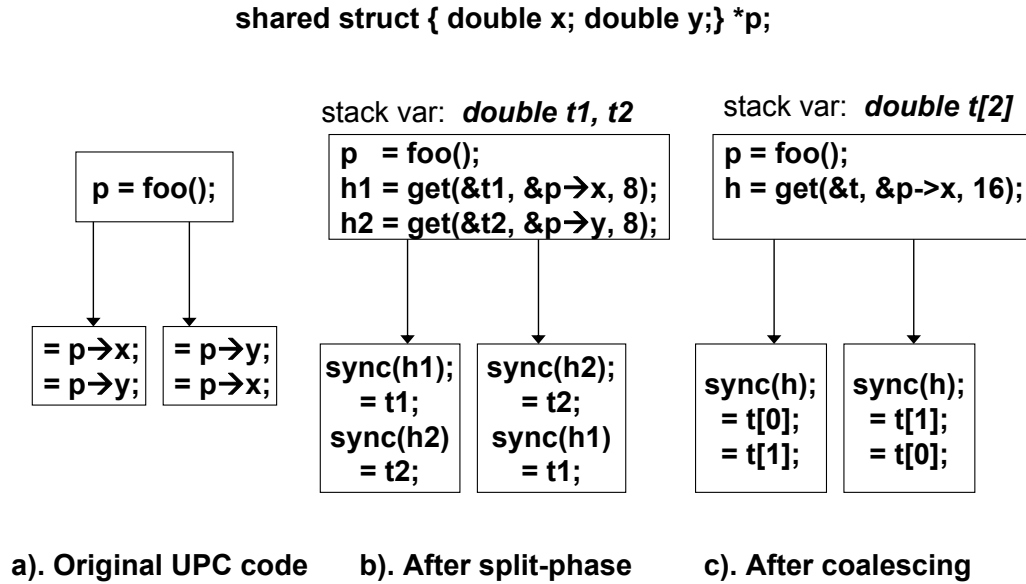 shared struct { double x; double y;} *p;
stack var: double t1, t2
stack var: double t[2]
p = foo();
= p→x;
= p→y;
= p→y;
= p→x;
p = foo();
h1 = get(&t1, &p→x, 8);
h2 = get(&t2, &p→y, 8);
sync(h1);
= t1;
sync(h2)
= t2;
sync(h2);
= t2;
sync(h1)
= t1;
p = foo();
h = get(&t, &p->x, 16);
sync(h);
= t[0];
= t[1];
sync(h);
= t[1];
= t[0];
a). Original UPC code
b). After split-phase
c). After coalescing